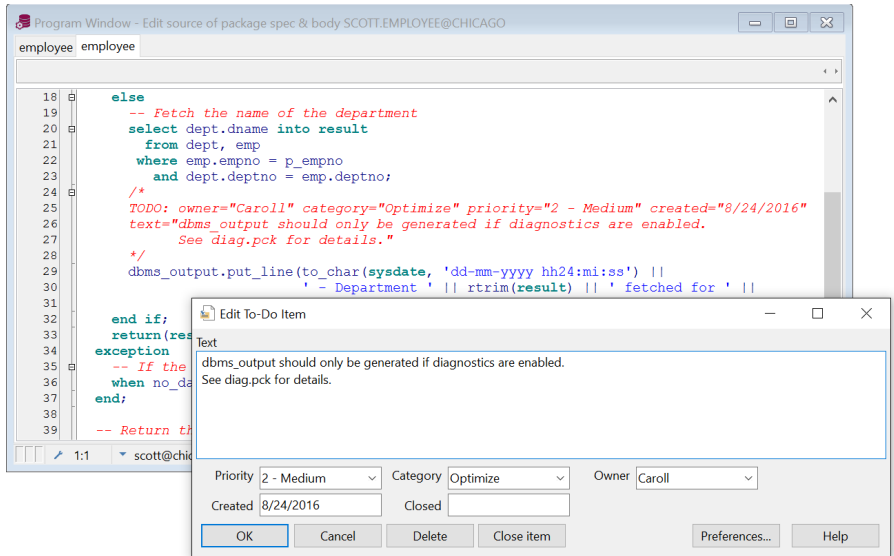 Program Window - Edit source of package spec & body SCOTT.EMPLOYEE@CHICAGO
employee employee
18 else
19 -- Fetch the name of the department
20 select dept.dname into result
21 from dept, emp
22 where emp.empno = p_empno
23 and dept.deptno = emp.deptno;
24 /*
25 TODO: owner="Caroll" category="Optimize" priority="2 - Medium" created="8/24/2016"
26 text="dbms_output should only be generated if diagnostics are enabled.
27 See diag.pck for details."
28 */
29 dbms_output.put_line(to_char(sysdate, 'dd-mm-yyyy hh24:mi:ss') ||
30 ' - Department ' || rtrim(result) || ' fetched for ' ||
31
32 end if;
33 return(res
34 exception
35 -- If the
36 when no_da
37 end;
38
39 -- Return th
1:1 scott@chic
Edit To-Do Item
Text
dbms_output should only be generated if diagnostics are enabled.
See diag.pck for details.
Priority 2 - Medium Category Optimize Owner Caroll
Created 8/24/2016 Closed
OK Cancel Delete Close item Preferences... Help